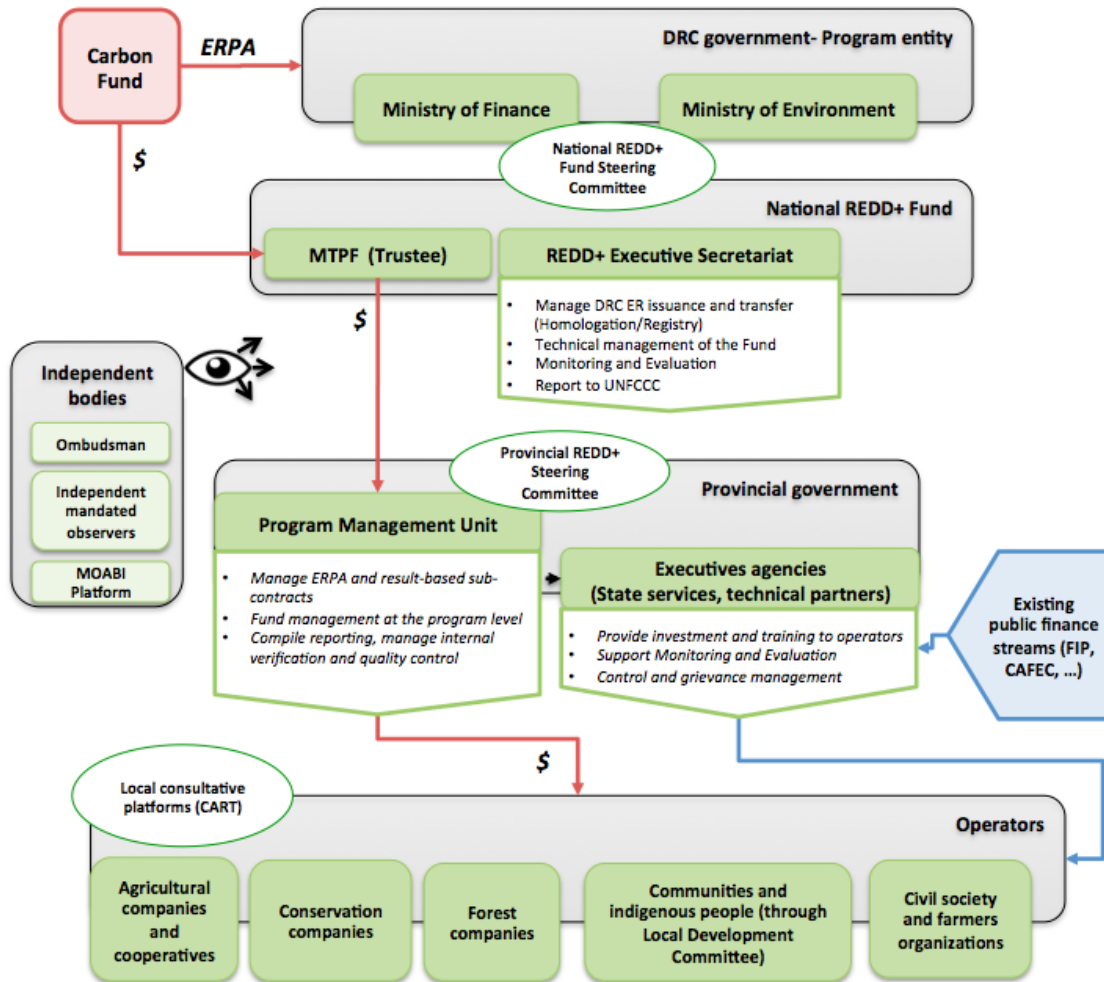 Carbon
Fund
ERPA
DRC government- Program entity
Ministry of Finance
Ministry of Environment
$
National REDD+
Fund Steering
Committee
National REDD+ Fund
MTPF (Trustee)
REDD+ Executive Secretariat
• Manage DRC ER issuance and transfer
(Homologation/Registry)
• Technical management of the Fund
• Monitoring and Evaluation
• Report to UNFCCC
$
Independent
bodies
Ombudsman
Independent
mandated
observers
MOABI
Platform
Provincial REDD+
Steering
Committee
Provincial government
Program Management Unit
• Manage ERPA and result-based sub-
contracts
• Fund management at the program level
• Compile reporting, manage internal
verification and quality control
Executives agencies
(State services, technical partners)
• Provide investment and training to operators
• Support Monitoring and Evaluation
• Control and grievance management
Existing
public finance
streams (FIP,
CAFEC, ...)
$
Local consultative
platforms (CART)
Operators
Agricultural
companies
and
cooperatives
Conservation
companies
Forest
companies
Communities and
indigenous people (through
Local Development
Committee)
Civil society
and farmers
organizations